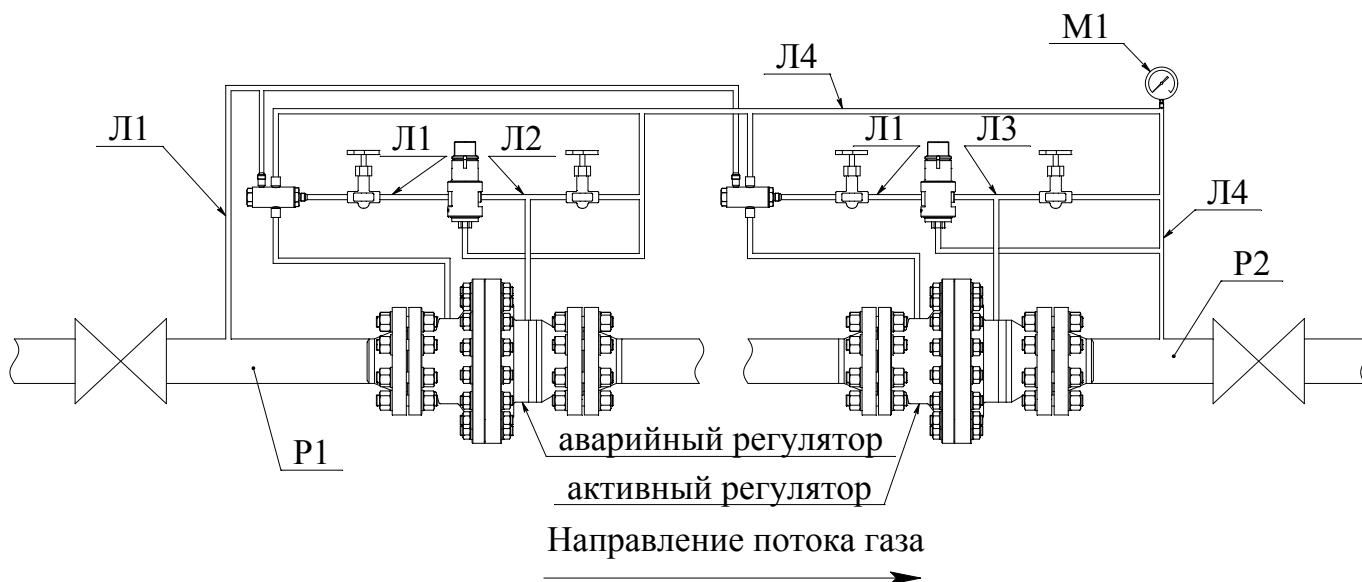 М1
Л4
Л1
Л1
Л2
Л1
Л3
Л4
Р2
Р1
аварийный регулятор
активный регулятор
Направление потока газа